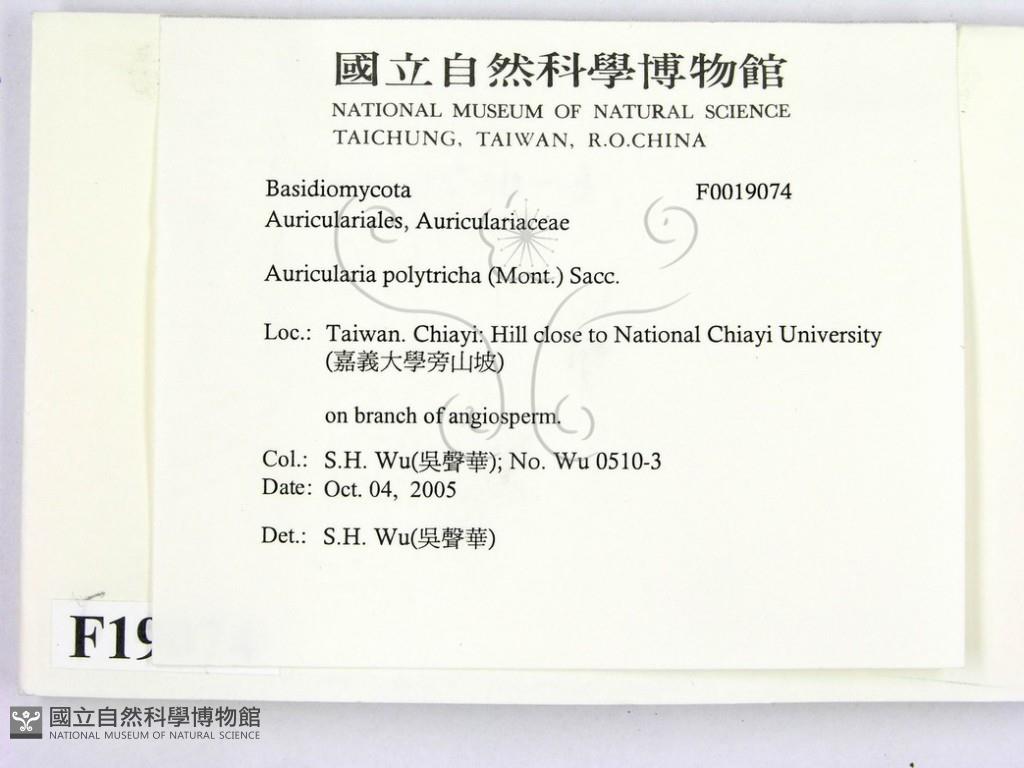 國立自然科學博物館
NATIONAL MUSEUM OF NATURAL SCIENCE
TAICHUNG, TAIWAN, R.O.CHINA
Basidiomycota F0019074
Auriculariales, Auriculariaceae
Auricularia polytricha (Mont.) Sacc.
Loc.: Taiwan. Chiayi: Hill close to National Chiayi University
(嘉義大學旁山坡)
on branch of angiosperm.
Col.: S.H. Wu(吳聲華); No. Wu 0510-3
Date: Oct. 04, 2005
Det.: S.H. Wu(吳聲華)
F19
國立自然科學博物館
NATIONAL MUSEUM OF NATURAL SCIENCE